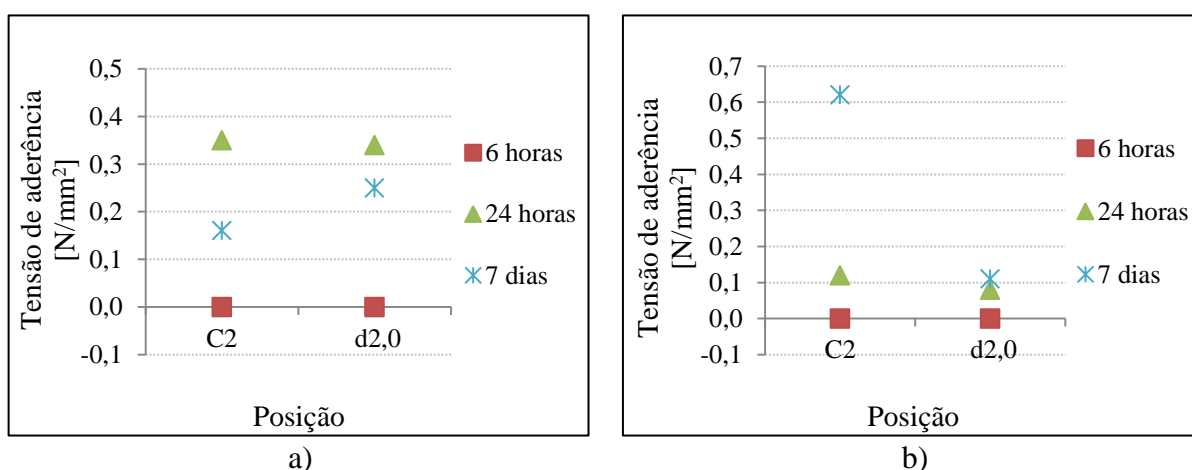 Tensão de aderência
[N/mm²]
0,5
0,4
0,3
0,2
0,1
0,0
-0,1
C2
d2,0
Posição
6 horas
24 horas
7 dias
a)
Tensão de aderência
[N/mm²]
0,7
0,6
0,5
0,4
0,3
0,2
0,1
0,0
-0,1
C2
d2,0
Posição
6 horas
24 horas
7 dias
b)